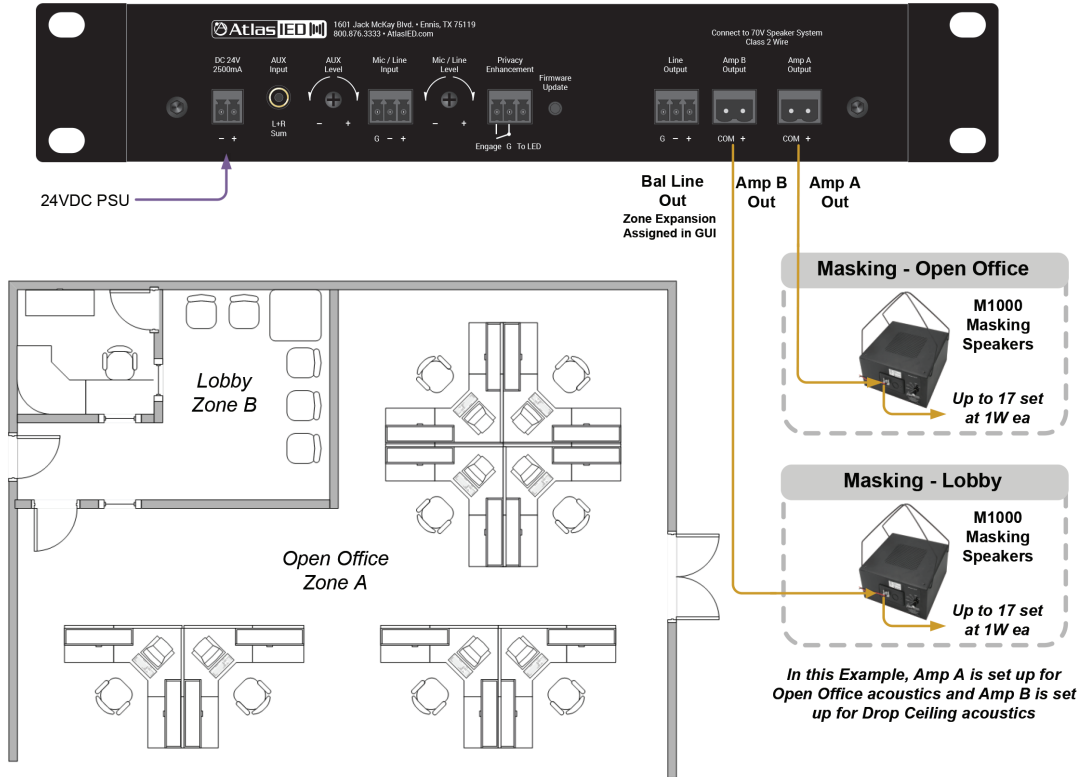 AtlasIED
1601 Jack McKay Blvd. • Ennis, TX 75119
800.876.3333 • AtlasIED.com
Connect to 70V Speaker System
Class 2 Wire
DC 24V
2500mA
AUX
Input
AUX
Level
Mic / Line
Input
Mic / Line
Level
Privacy
Enhancement
Firmware
Update
Line
Output
Amp B
Output
Amp A
Output
L+R
Sum
– +
– +
G – +
– +
Engage G To LED
G – +
COM +
COM +
24VDC PSU
Bal Line
Out
Zone Expansion
Assigned in GUI
Amp B
Out
Amp A
Out
Masking - Open Office
M1000
Masking
Speakers
Up to 17 set
at 1W ea
Masking - Lobby
M1000
Masking
Speakers
Up to 17 set
at 1W ea
In this Example, Amp A is set up for
Open Office acoustics and Amp B is set
up for Drop Ceiling acoustics
Lobby
Zone B
Open Office
Zone A